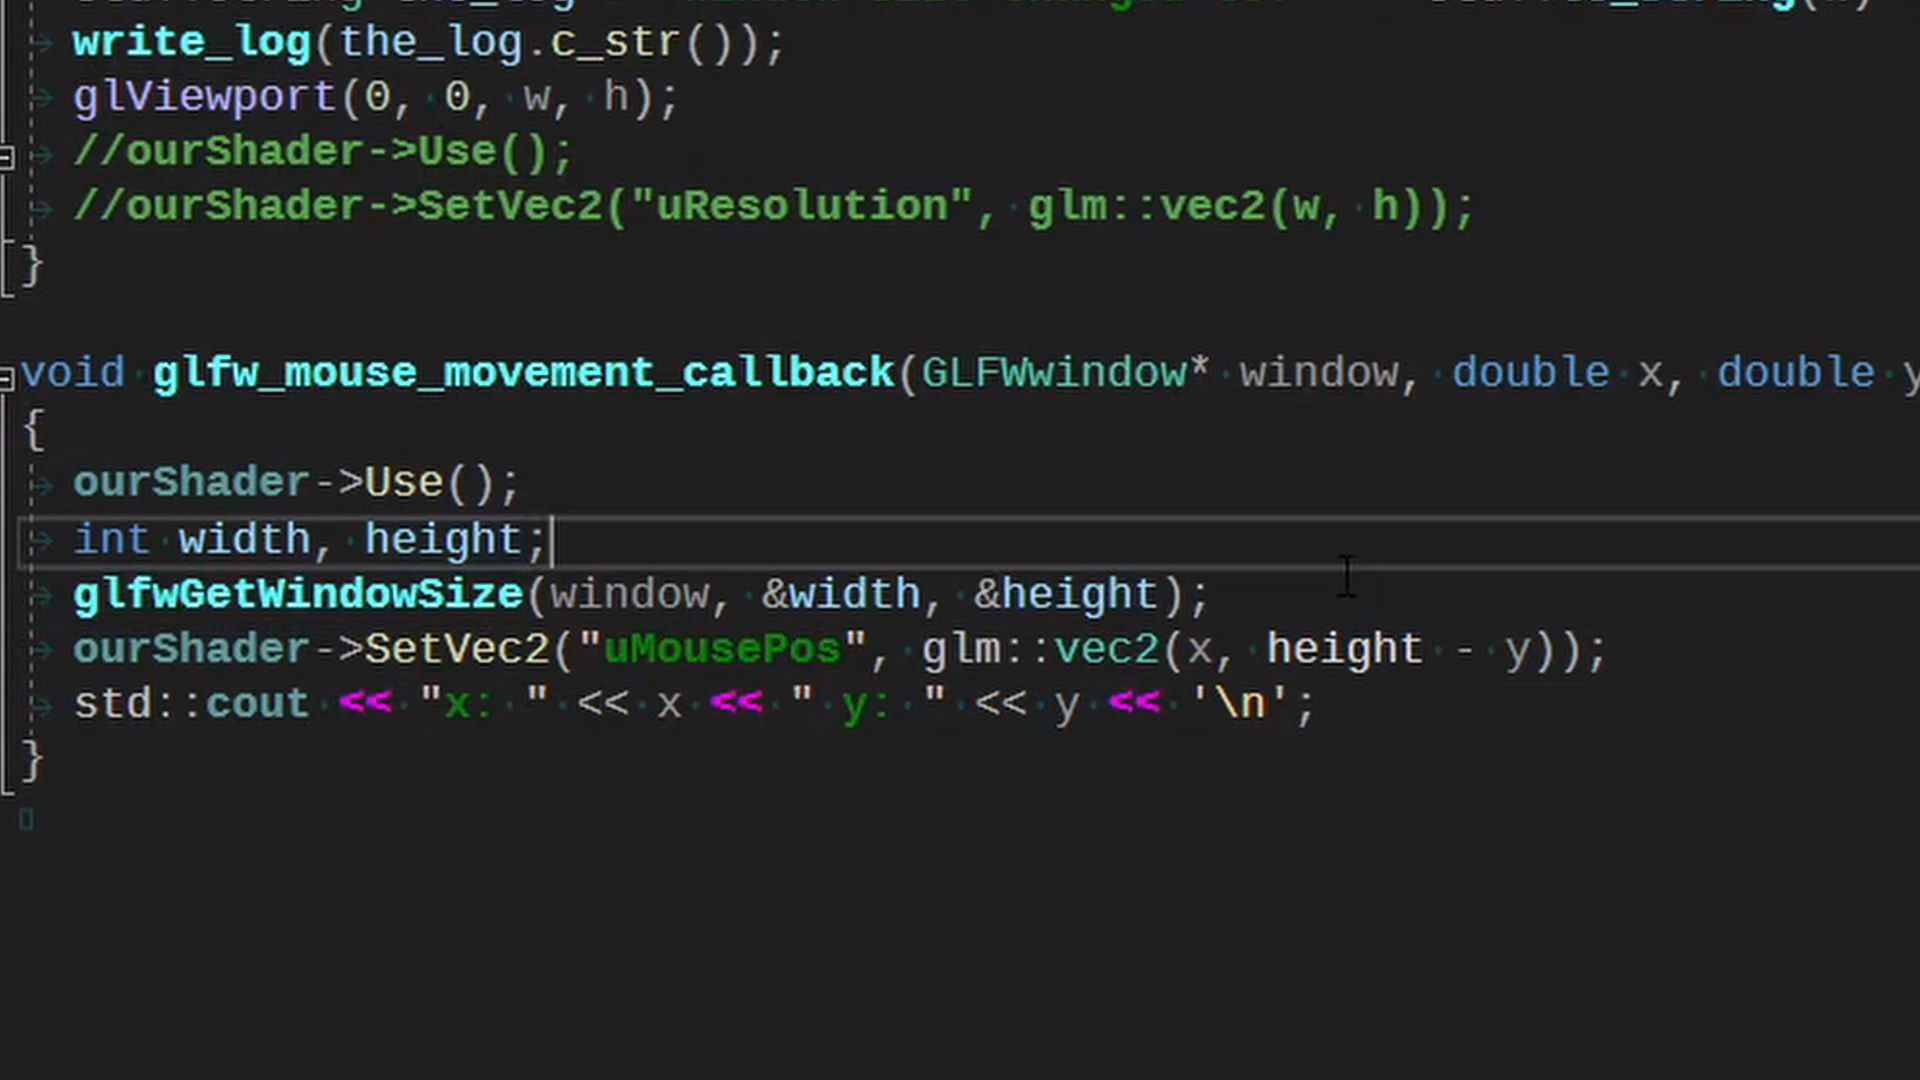 write_log(the_log.c_str());
glViewport(0, 0, w, h);
//ourShader->Use();
//ourShader->SetVec2("uResolution", glm::vec2(w, h));
}
void glfw_mouse_movement_callback(GLFWwindow* window, double x, double y
{
ourShader->Use();
int width, height;
glfwGetWindowSize(window, &width, &height);
ourShader->SetVec2("uMousePos", glm::vec2(x, height - y));
std::cout << "x: " << x << " y: " << y << '\n';
}